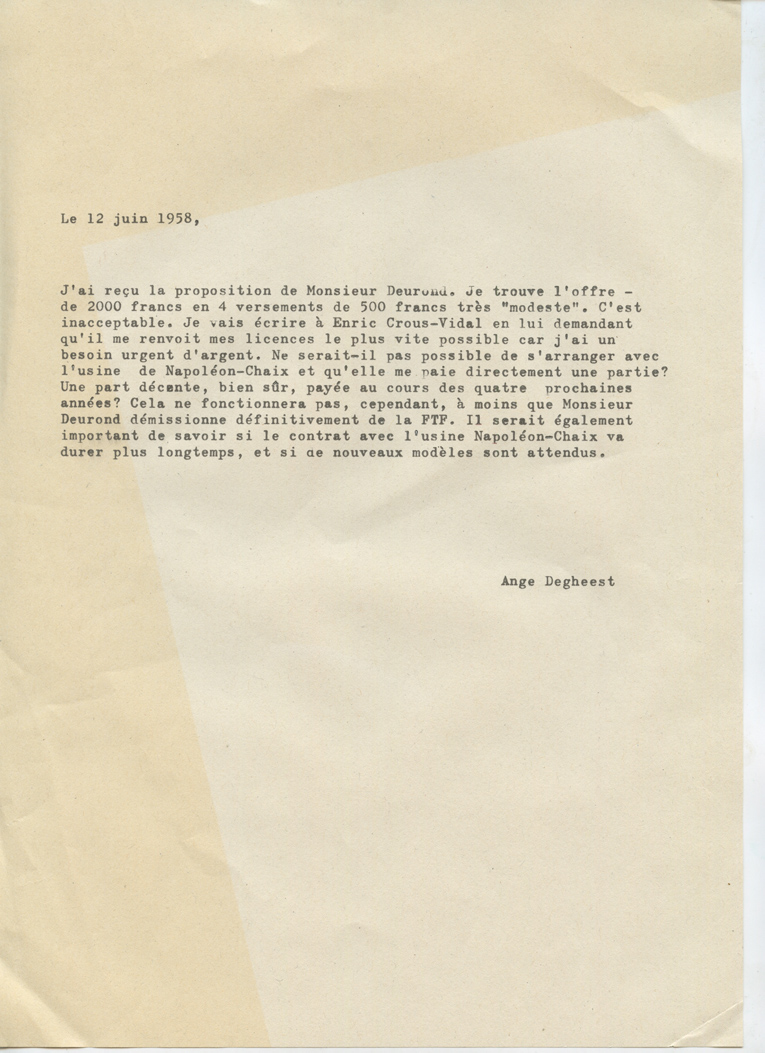 Le 12 juin 1958,
J'ai reçu la proposition de Monsieur Deurond. Je trouve l'offre -
de 2000 francs en 4 versements de 500 francs très "modeste". C'est
inacceptable. Je vais écrire à Enric Crous-Vidal en lui demandant
qu'il me renvoit mes licences le plus vite possible car j'ai un
besoin urgent d'argent. Ne serait-il pas possible de s'arranger avec
l'usine de Napoléon-Chaix et qu'elle me paie directement une partie?
Une part décente, bien sûr, payée au cours des quatre prochaines
années? Cela ne fonctionnera pas, cependant, à moins que Monsieur
Deurond démissionne définitivement de la FTF. Il serait également
important de savoir si le contrat avec l'usine Napoléon-Chaix va
durer plus longtemps, et si de nouveaux modèles sont attendus.
Ange Degheest